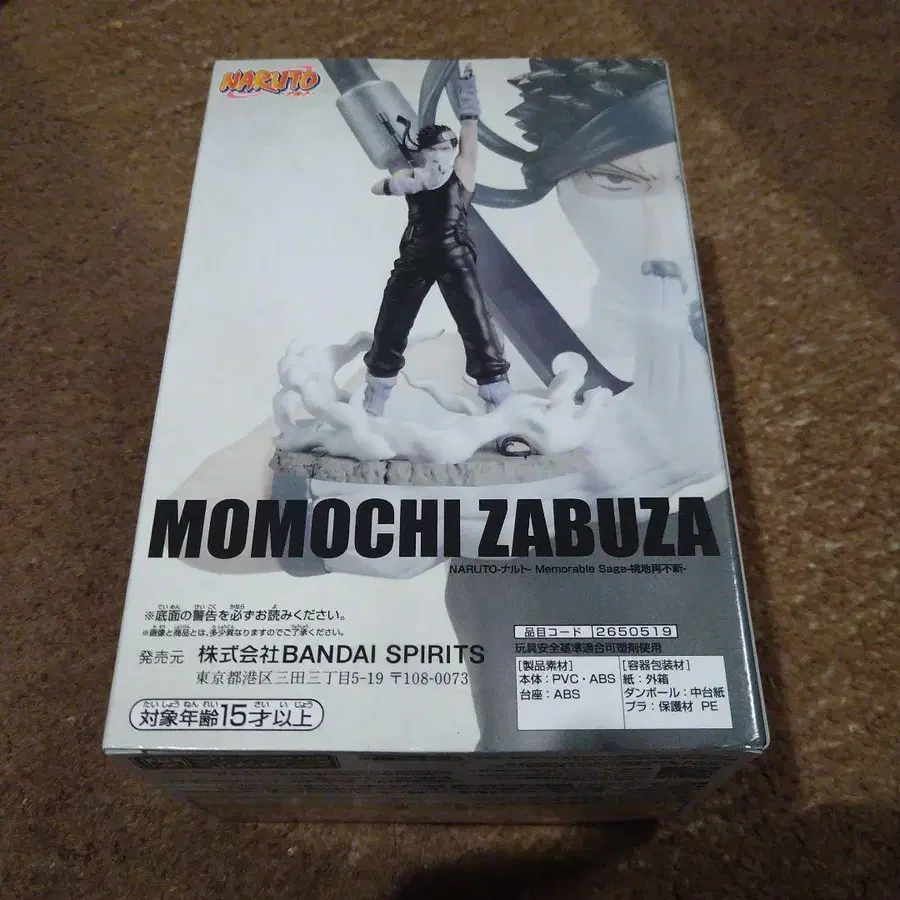 NARUTO
ナルト
MOMOCHI ZABUZA
NARUTO-ナルト- Memorable Saga-桃地再不斬-
※底面の警告を必ずお読みください。
※画像と商品とは、多少異なりますのでご了承ください。
発売元 株式会社BANDAI SPIRITS
東京都港区三田三丁目5-19 〒108-0073
対象年齢15才以上
品目コード 2650519
玩具安全基準適合可塑剤使用
[製品素材]
本体:PVC・ABS
台座:ABS
[容器包装材]
紙:外箱
ダンボール:中台紙
プラ:保護材 PE